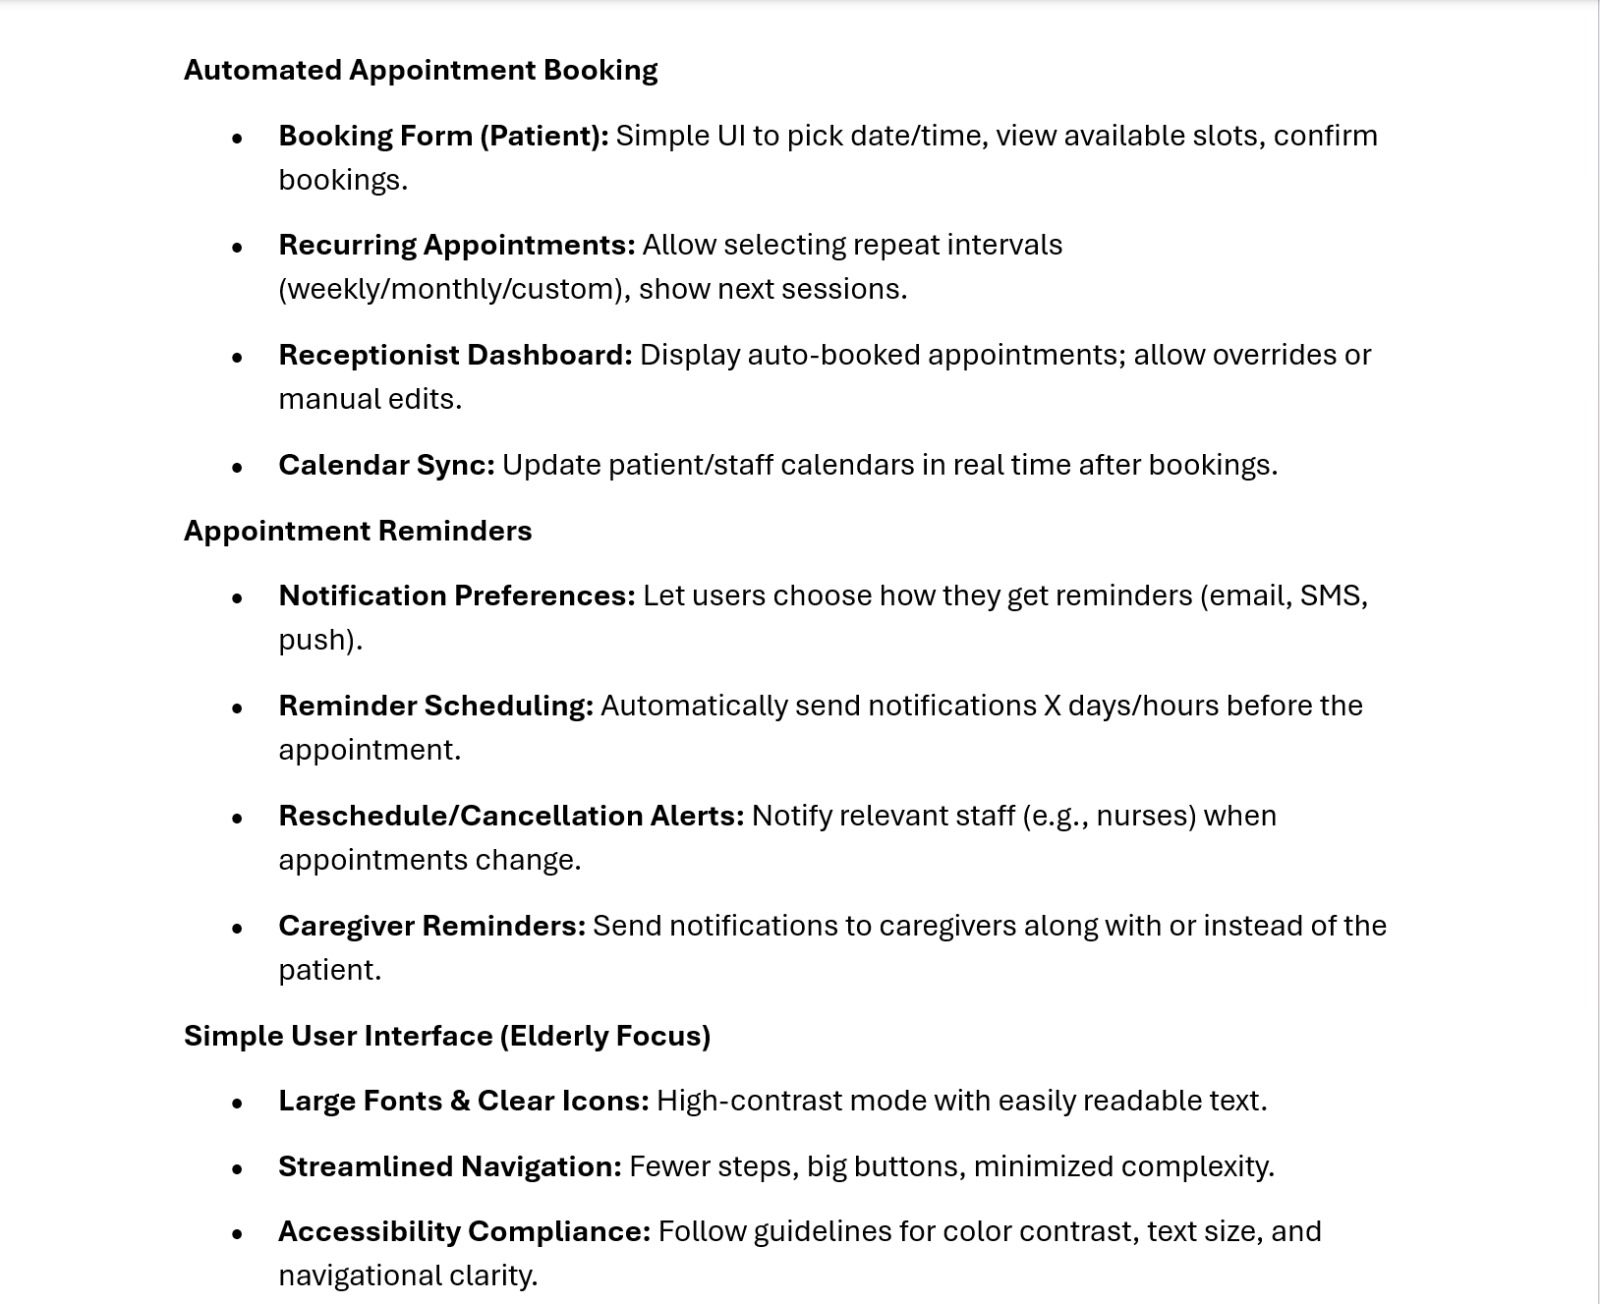 Automated Appointment Booking
• Booking Form (Patient): Simple UI to pick date/time, view available slots, confirm
bookings.
• Recurring Appointments: Allow selecting repeat intervals
(weekly/monthly/custom), show next sessions.
• Receptionist Dashboard: Display auto-booked appointments; allow overrides or
manual edits.
• Calendar Sync: Update patient/staff calendars in real time after bookings.
Appointment Reminders
• Notification Preferences: Let users choose how they get reminders (email, SMS,
push).
• Reminder Scheduling: Automatically send notifications X days/hours before the
appointment.
• Reschedule/Cancellation Alerts: Notify relevant staff (e.g., nurses) when
appointments change.
• Caregiver Reminders: Send notifications to caregivers along with or instead of the
patient.
Simple User Interface (Elderly Focus)
• Large Fonts & Clear Icons: High-contrast mode with easily readable text.
• Streamlined Navigation: Fewer steps, big buttons, minimized complexity.
• Accessibility Compliance: Follow guidelines for color contrast, text size, and
navigational clarity.